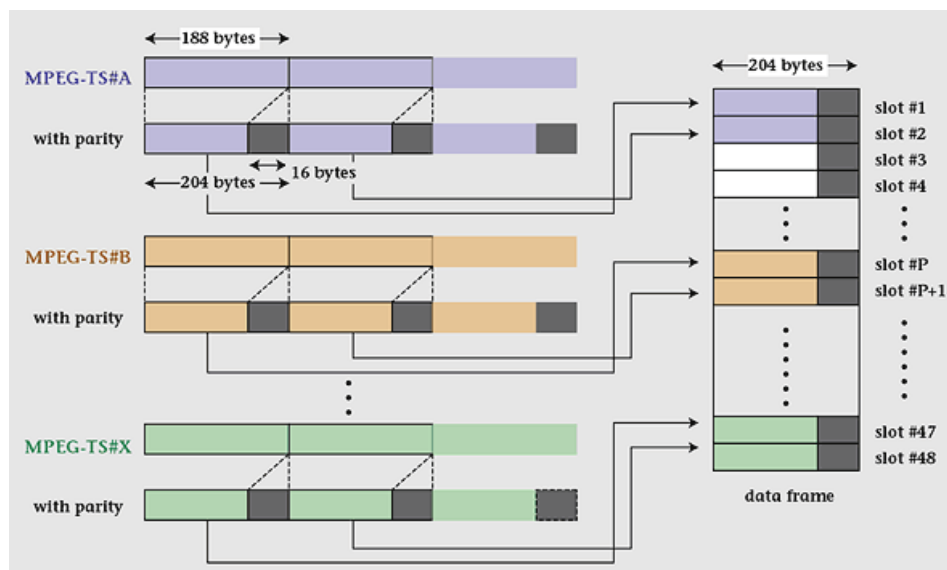 188 bytes
MPEG-TS#A
with parity
16 bytes
204 bytes
MPEG-TS#B
with parity
MPEG-TS#X
with parity
204 bytes
slot #1
slot #2
slot #3
slot #4
slot #P
slot #P+1
slot #47
slot #48
data frame